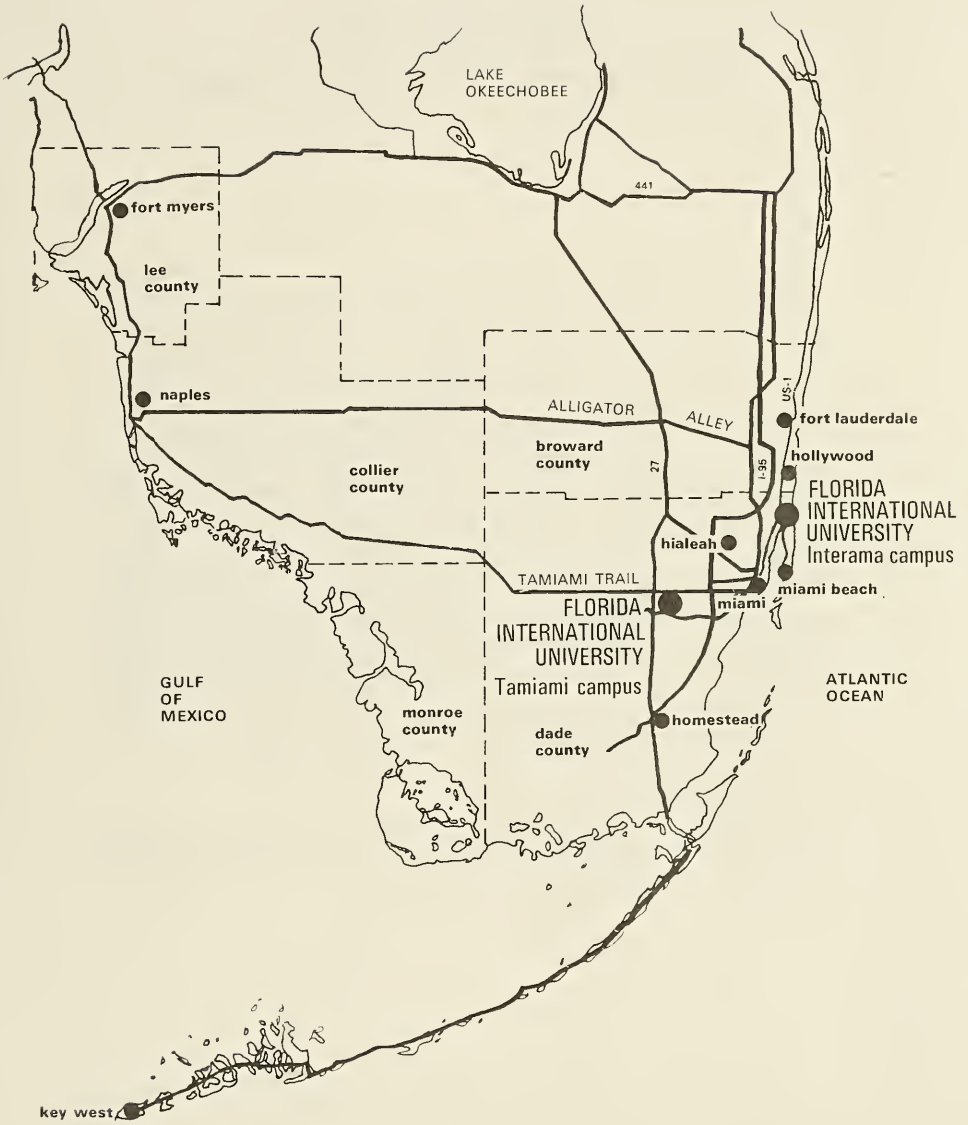 LAKE
OKEECHOBEE
441
fort myers
lee
county
naples
ALLIGATOR
ALLEY
US-1
fort lauderdale
broward
county
27
I-95
hollywood
collier
county
FLORIDA
INTERNATIONAL
UNIVERSITY
Interama campus
hialeah
TAMIAMI TRAIL
miami
miami beach
FLORIDA
INTERNATIONAL
UNIVERSITY
Tamiami campus
GULF
OF
MEXICO
monroe
county
ATLANTIC
OCEAN
homestead
dade
county
key west